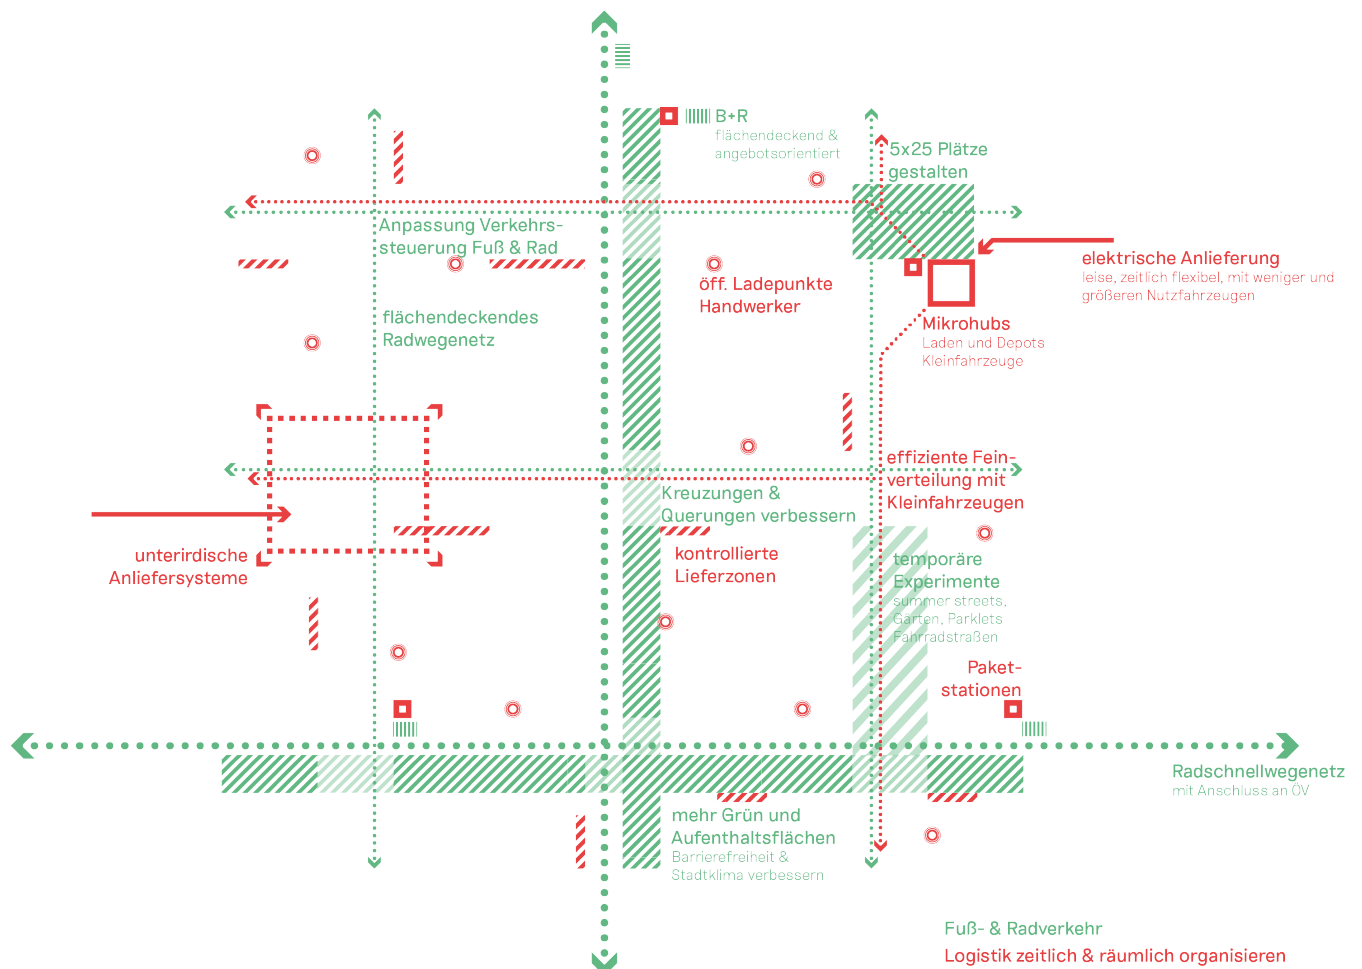 B+R
flächendeckend &
angebotsorientiert
5x25 Plätze
gestalten
Anpassung Verkehrs-
steuerung Fuß & Rad
elektrische Anlieferung
leise, zeitlich flexibel, mit weniger und
größeren Nutzfahrzeugen
öff. Ladepunkte
Handwerker
flächendeckendes
Radwegenetz
Mikrohubs
Laden und Depots
Kleinfahrzeuge
effiziente Fein-
verteilung mit
Kleinfahrzeugen
Kreuzungen &
Querungen verbessern
unterirdische
Anliefersysteme
kontrollierte
Lieferzonen
temporäre
Experimente
summer streets,
Gärten, Parklets
Fahrradstraßen
Paket-
stationen
Radschnellwegenetz
mit Anschluss an ÖV
mehr Grün und
Aufenthaltsflächen
Barrierefreiheit &
Stadtklima verbessern
Fuß- & Radverkehr
Logistik zeitlich & räumlich organisieren